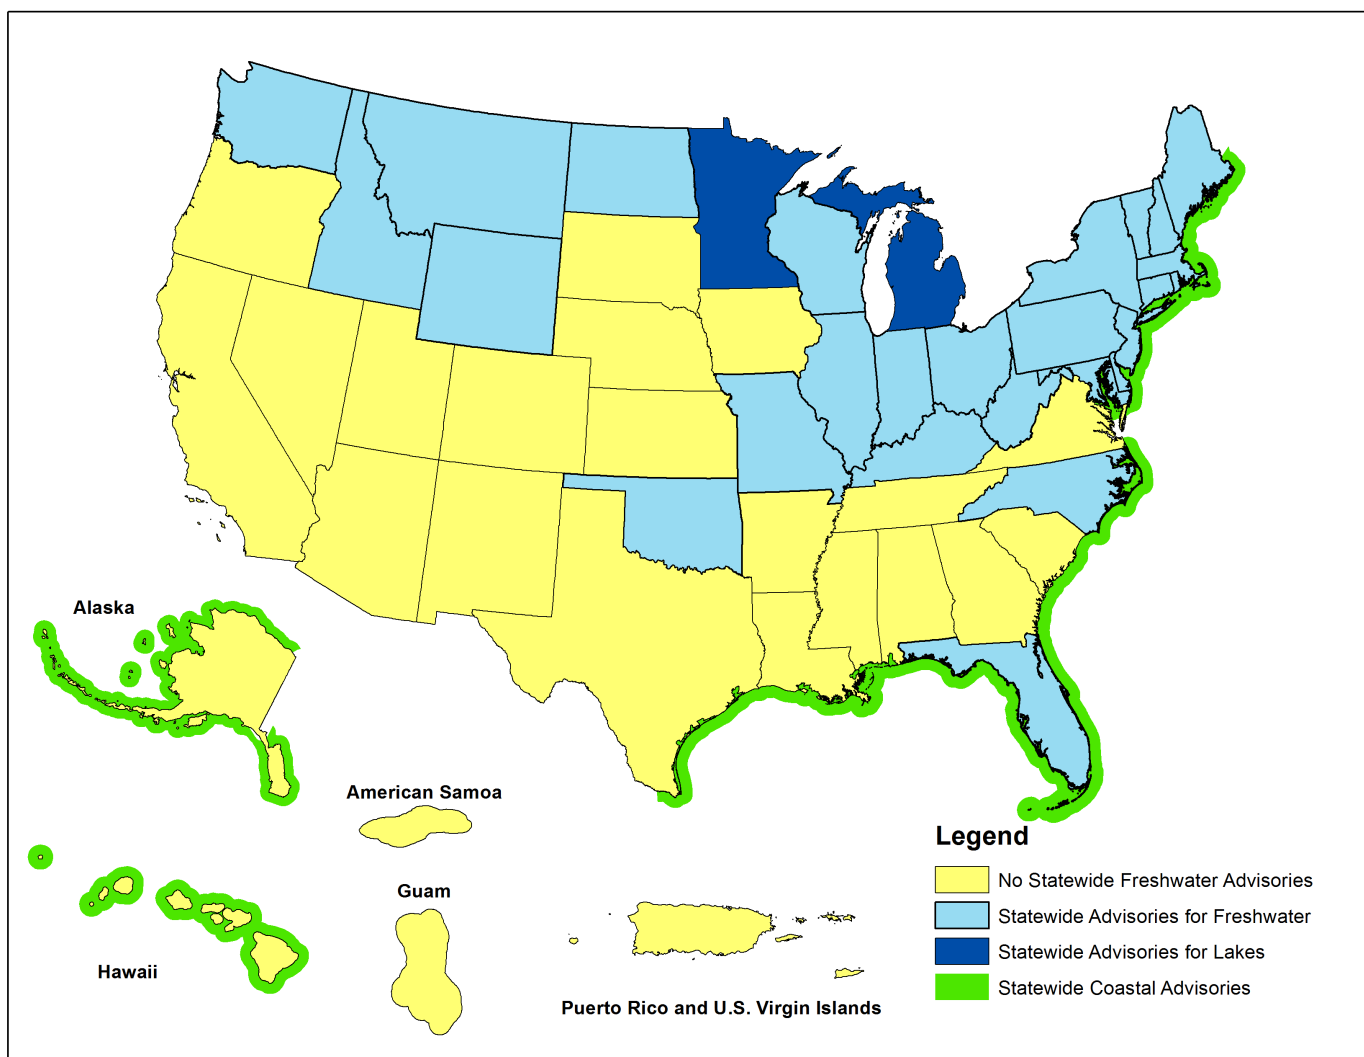 Alaska
American Samoa
Guam
Hawaii
Puerto Rico and U.S. Virgin Islands
Legend
No Statewide Freshwater Advisories
Statewide Advisories for Freshwater
Statewide Advisories for Lakes
Statewide Coastal Advisories